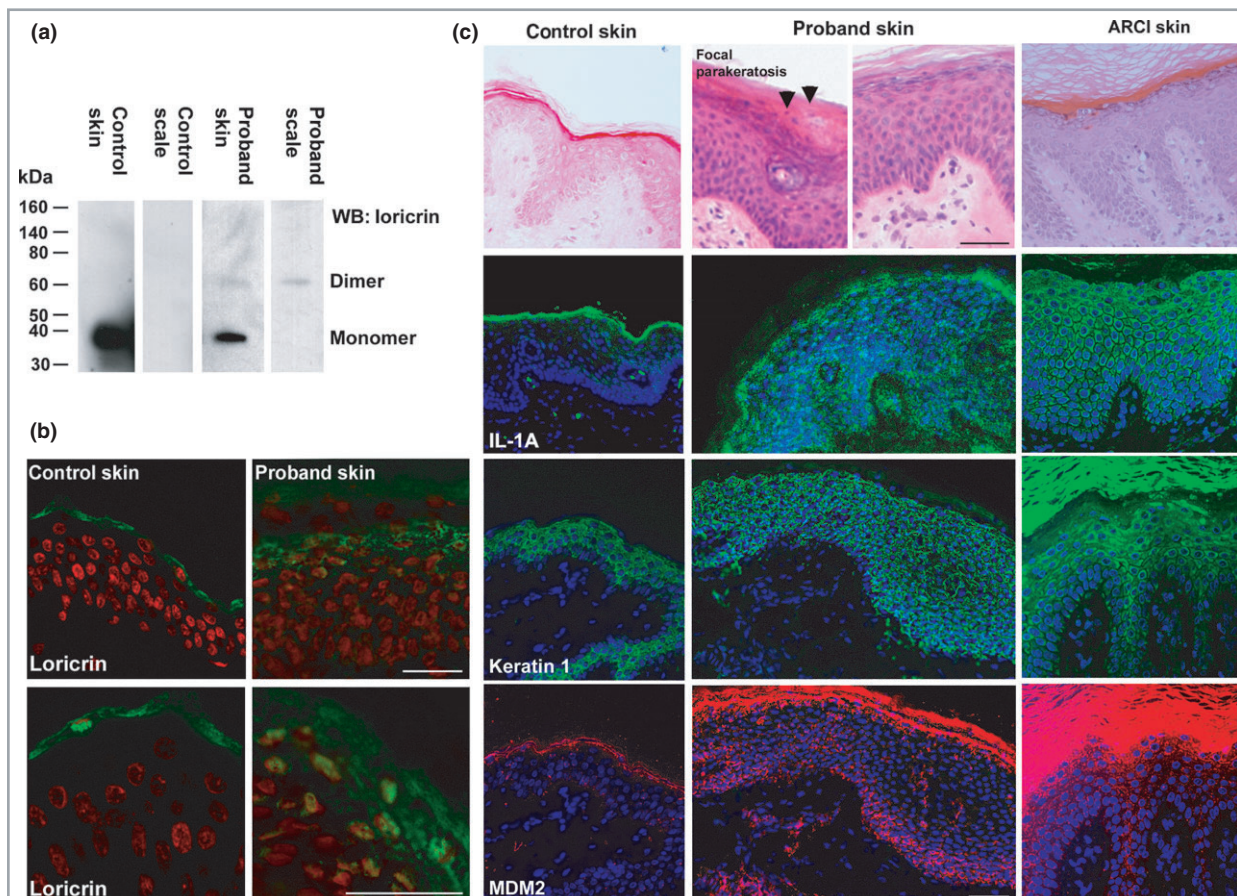 (a)
Control skin
Control scale
Proband skin
Proband scale
kDa
160
140
80
60
50
40
30
WB: loricrin
Dimer
Monomer
(b)
Control skin
Proband skin
Loricrin
Loricrin
(c)
Control skin
Proband skin
ARCI skin
Focal
parakeratosis
IL-1A
Keratin 1
MDM2